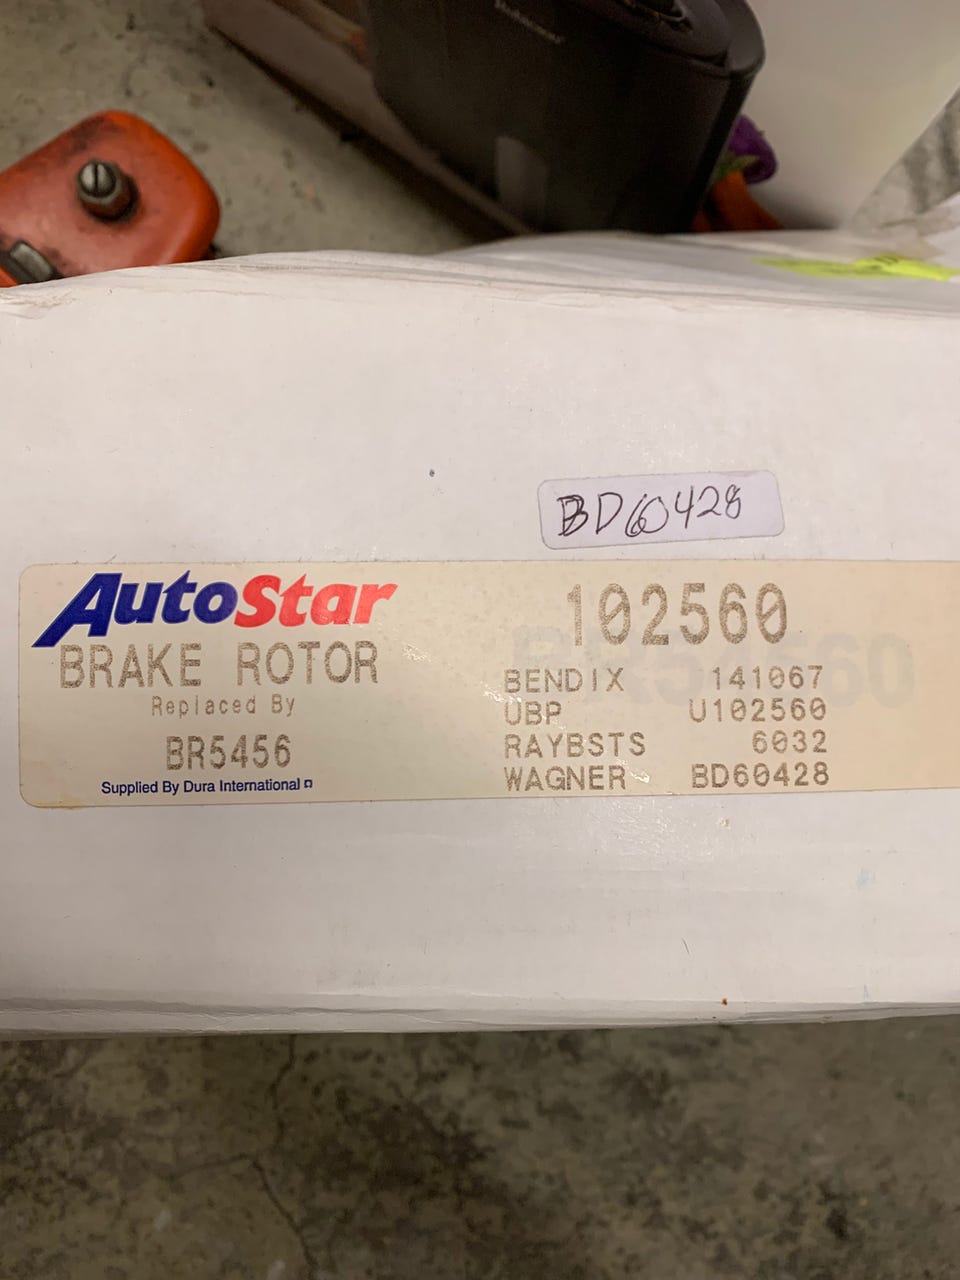 BD60428
AutoStar
BRAKE ROTOR
Replaced By
BR5456
Supplied By Dura International
102560
BENDIX 141067
UBP U102560
RAYBSTS 6032
WAGNER BD60428